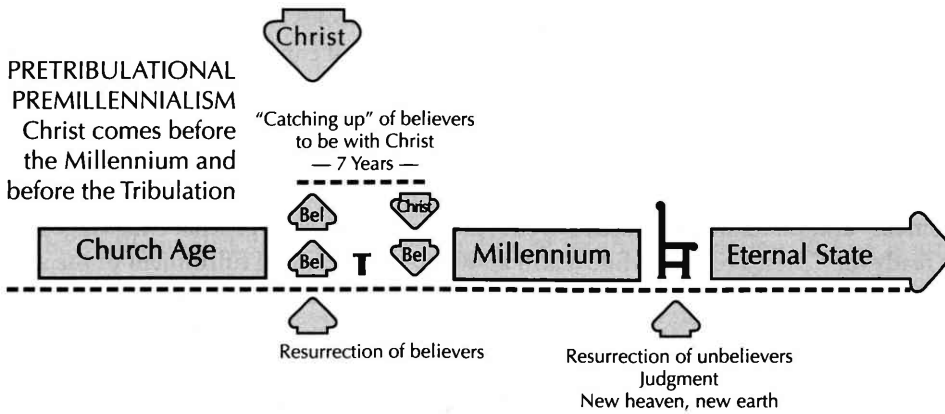 Christ
PRETRIBULATIONAL
PREMILLENNIALISM
Christ comes before
the Millennium and
before the Tribulation
“Catching up” of believers
to be with Christ
— 7 Years —
Bel
Christ
Church Age
Bel
T
Bel
Millennium
Eternal State
Resurrection of believers
Resurrection of unbelievers
Judgment
New heaven, new earth